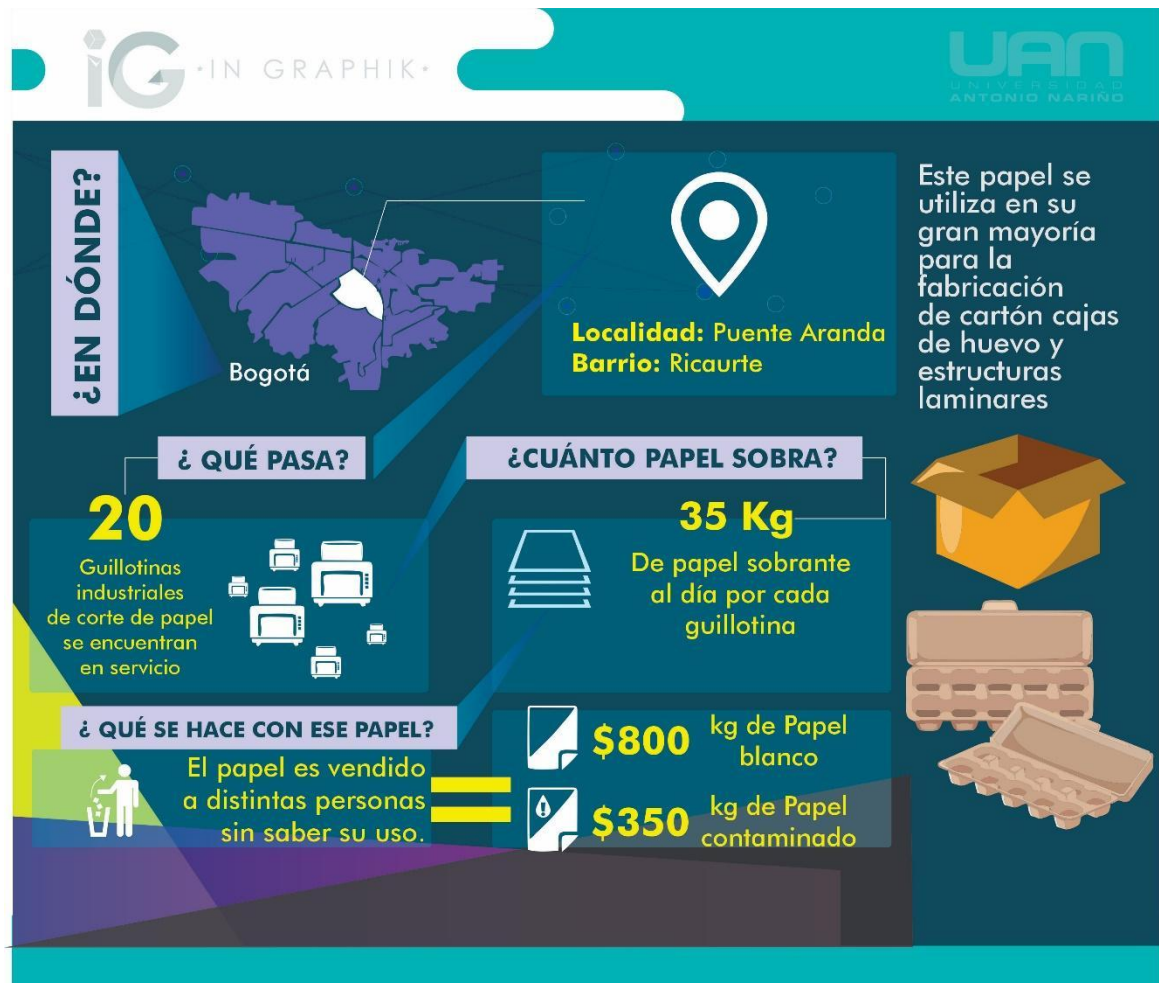 iG ·IN GRAPHIK·
UAN
UNIVERSIDAD
ANTONIO NARIÑO
¿EN DÓNDE?
Bogotá
Localidad: Puente Aranda
Barrio: Ricaurte
Este papel se
utiliza en su
gran mayoría
para la
fabricación
de cartón cajas
de huevo y
estructuras
laminares
¿ QUÉ PASA?
20
Guillotinas
industriales
de corte de papel
se encuentran
en servicio
¿CUÁNTO PAPEL SOBRA?
35 Kg
De papel sobrante
al día por cada
guillotina
¿ QUÉ SE HACE CON ESE PAPEL?
El papel es vendido
a distintas personas
sin saber su uso.
$800 kg de Papel
blanco
$350 kg de Papel
contaminado